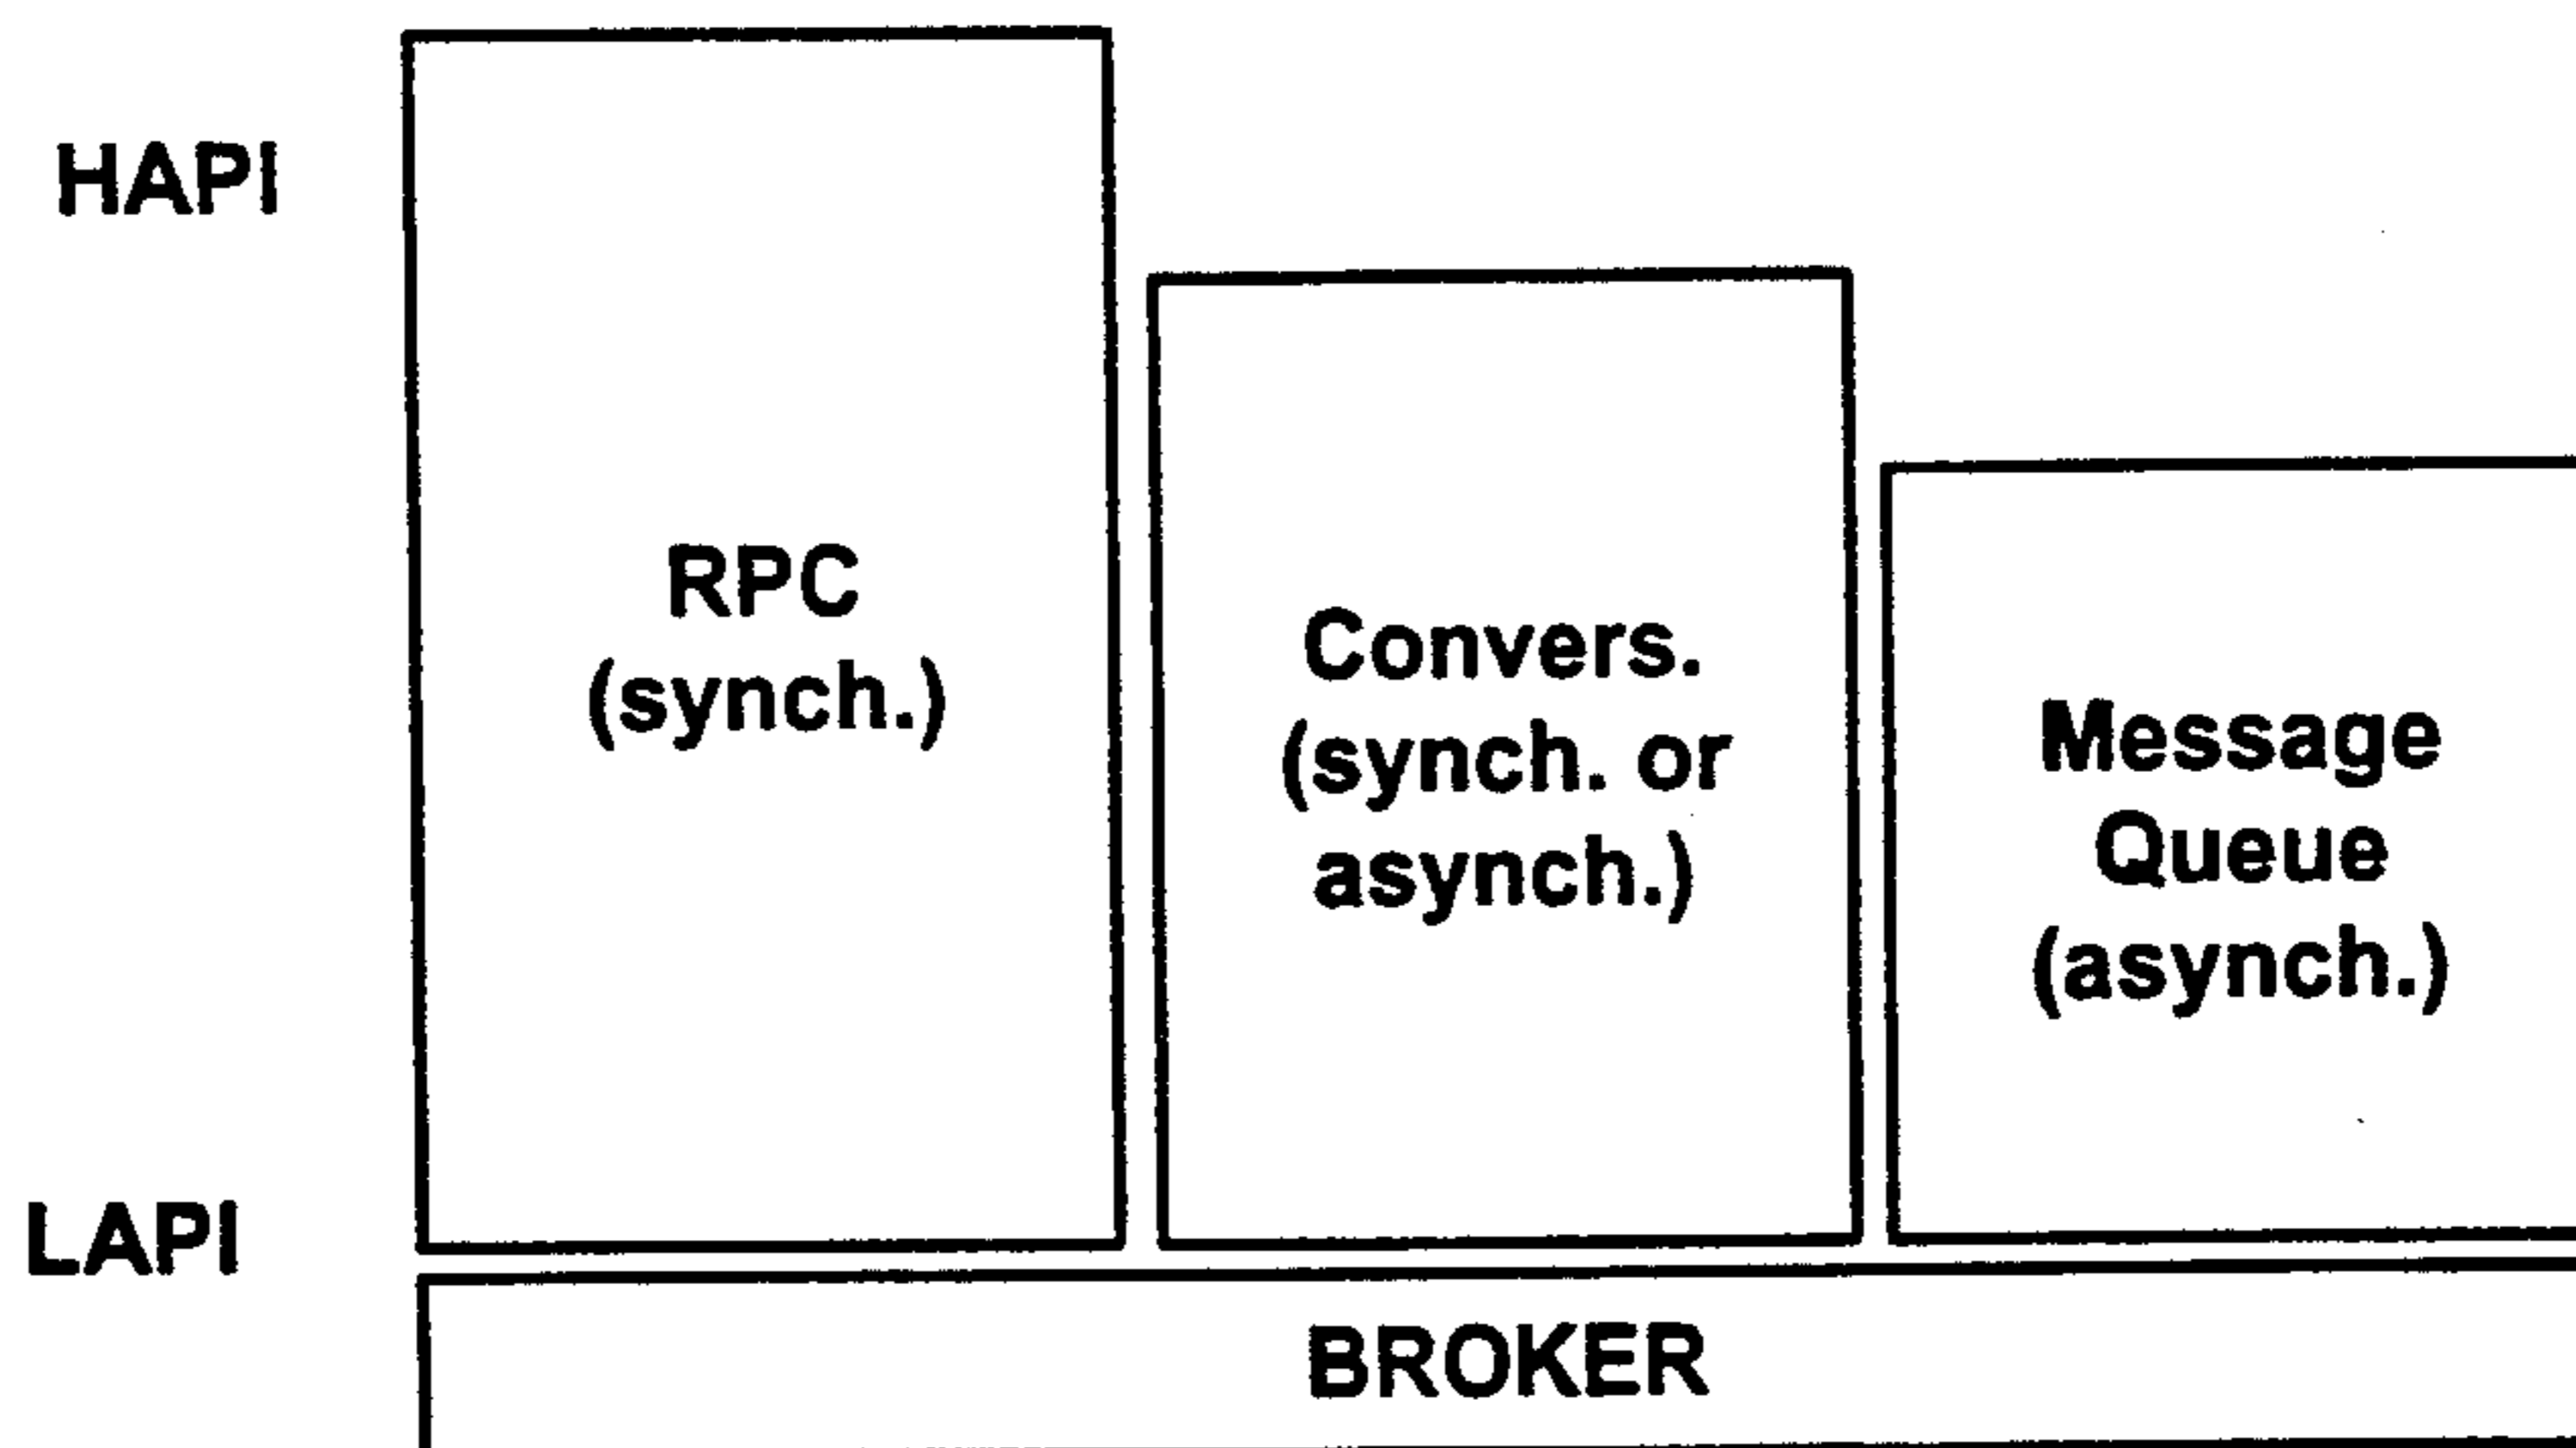 HAPI
RPC
(synch.)
Convers.
(synch. or
asynch.)
Message
Queue
(asynch.)
LAPI
BROKER